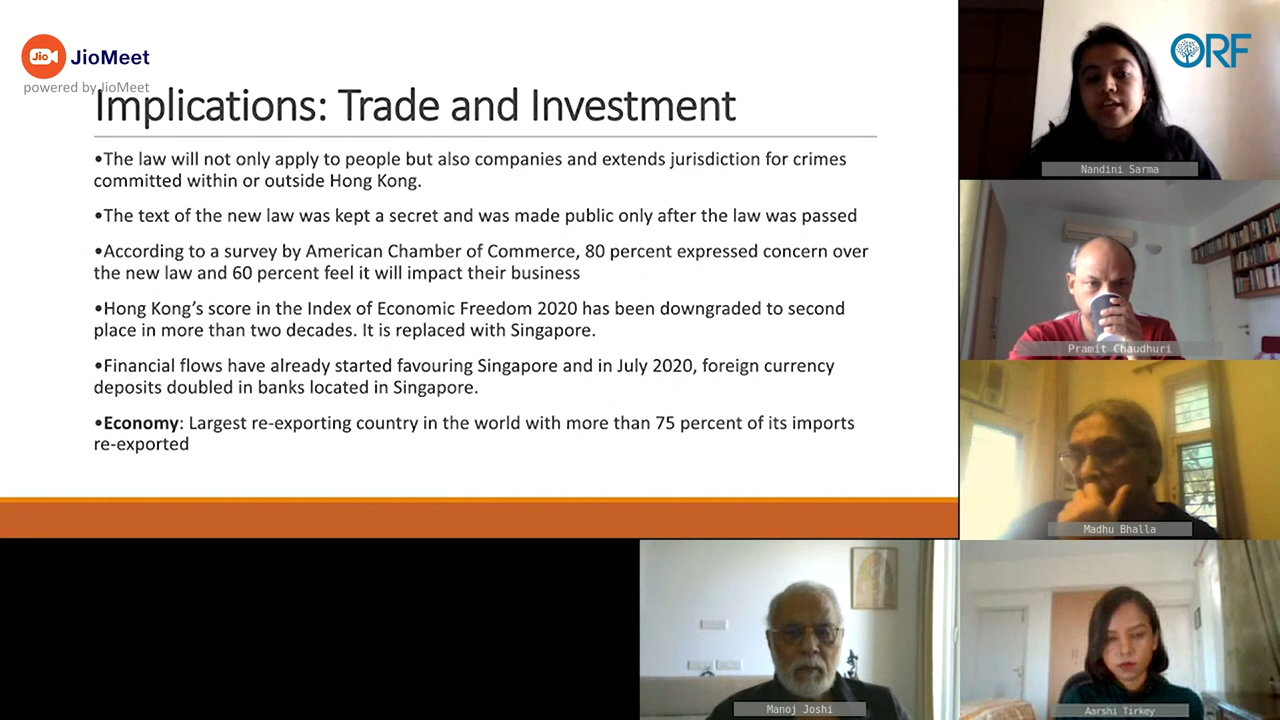 Jio
JioMeet
powered by JioMeet
Implications: Trade and Investment
•The law will not only apply to people but also companies and extends jurisdiction for crimes
committed within or outside Hong Kong.
•The text of the new law was kept a secret and was made public only after the law was passed
•According to a survey by American Chamber of Commerce, 80 percent expressed concern over
the new law and 60 percent feel it will impact their business
•Hong Kong’s score in the Index of Economic Freedom 2020 has been downgraded to second
place in more than two decades. It is replaced with Singapore.
•Financial flows have already started favouring Singapore and in July 2020, foreign currency
deposits doubled in banks located in Singapore.
•Economy: Largest re-exporting country in the world with more than 75 percent of its imports
re-exported
ORF
Nandini Sarma
Pramit Chaudhuri
Madhu Bhalla
Manoj Joshi
Aarshi Tirkey